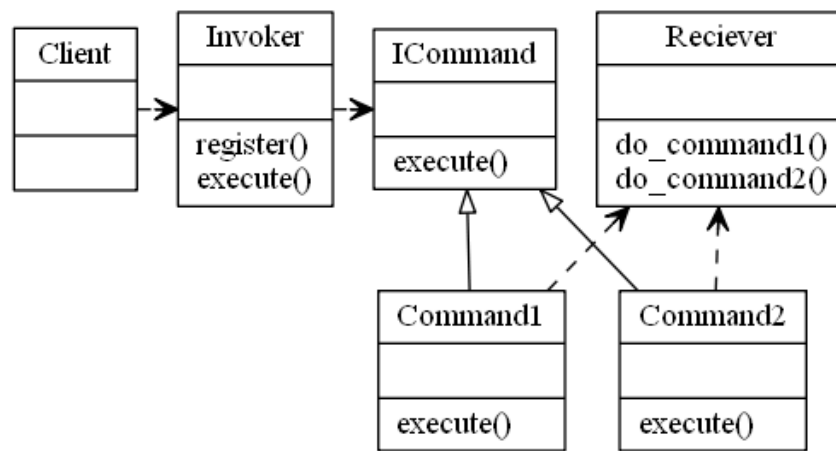 Client
Invoker
register()
execute()
ICommand
execute()
Reciever
do_command1()
do_command2()
Command1
execute()
Command2
execute()